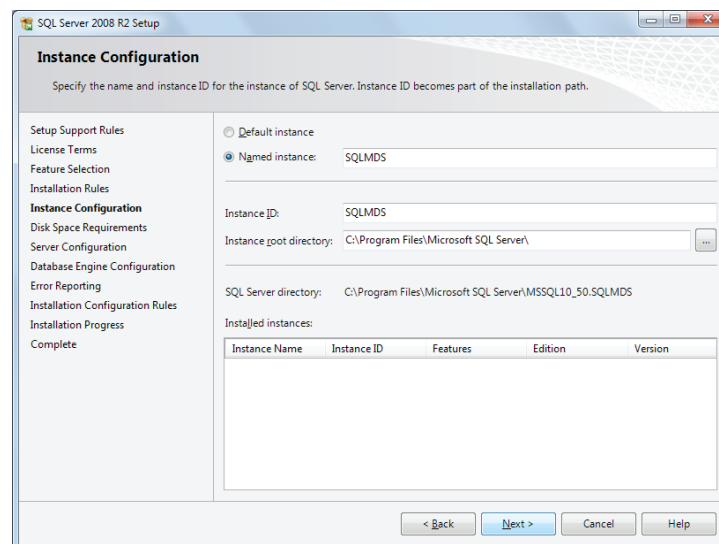 SQL Server 2008 R2 Setup
Instance Configuration
Specify the name and instance ID for the instance of SQL Server. Instance ID becomes part of the installation path.
Setup Support Rules
License Terms
Feature Selection
Installation Rules
Instance Configuration
Disk Space Requirements
Server Configuration
Database Engine Configuration
Error Reporting
Installation Configuration Rules
Installation Progress
Complete
Default instance
Named instance: SQLMDS
Instance ID: SQLMDS
Instance root directory: C:\Program Files\Microsoft SQL Server\ ...
SQL Server directory: C:\Program Files\Microsoft SQL Server\MSSQL10_50.SQLMDS
Installed instances:
Instance Name Instance ID Features Edition Version
< Back Next > Cancel Help